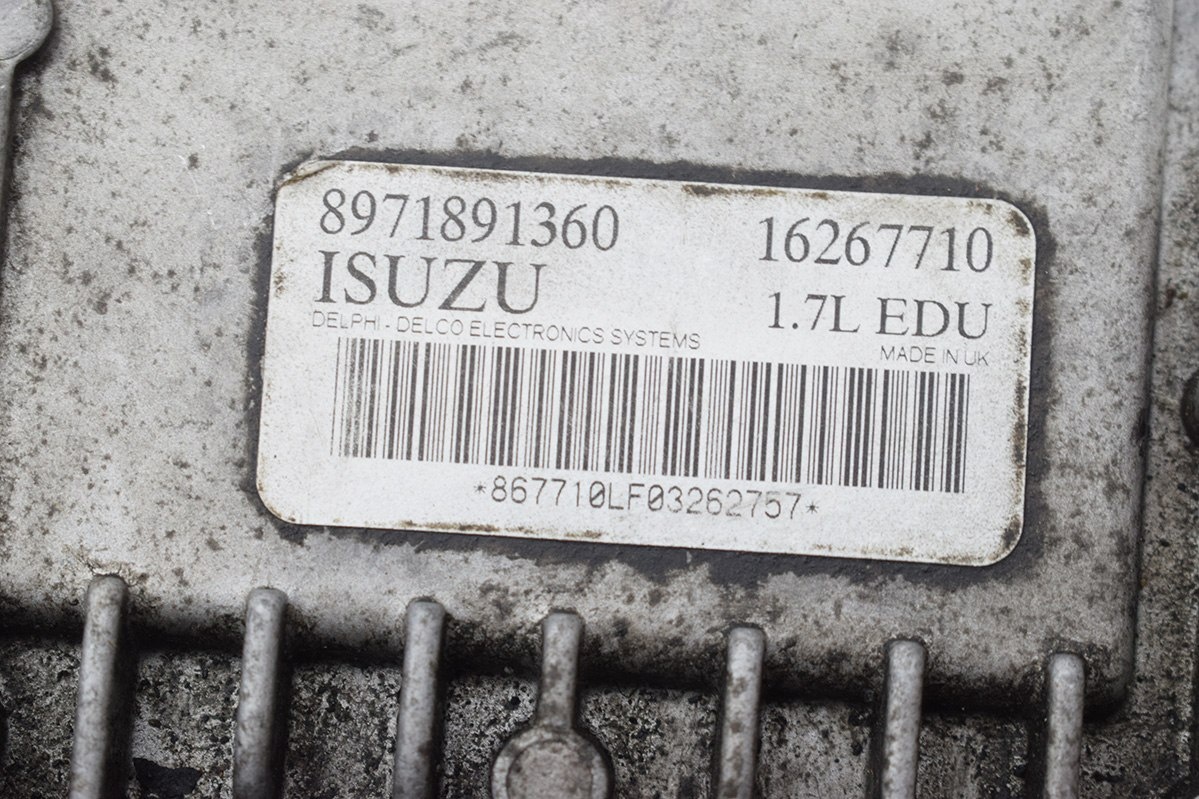 8971891360 16267710
ISUZU 1.7L EDU
DELPHI - DELCO ELECTRONICS SYSTEMS MADE IN UK
*867710LF03262757*